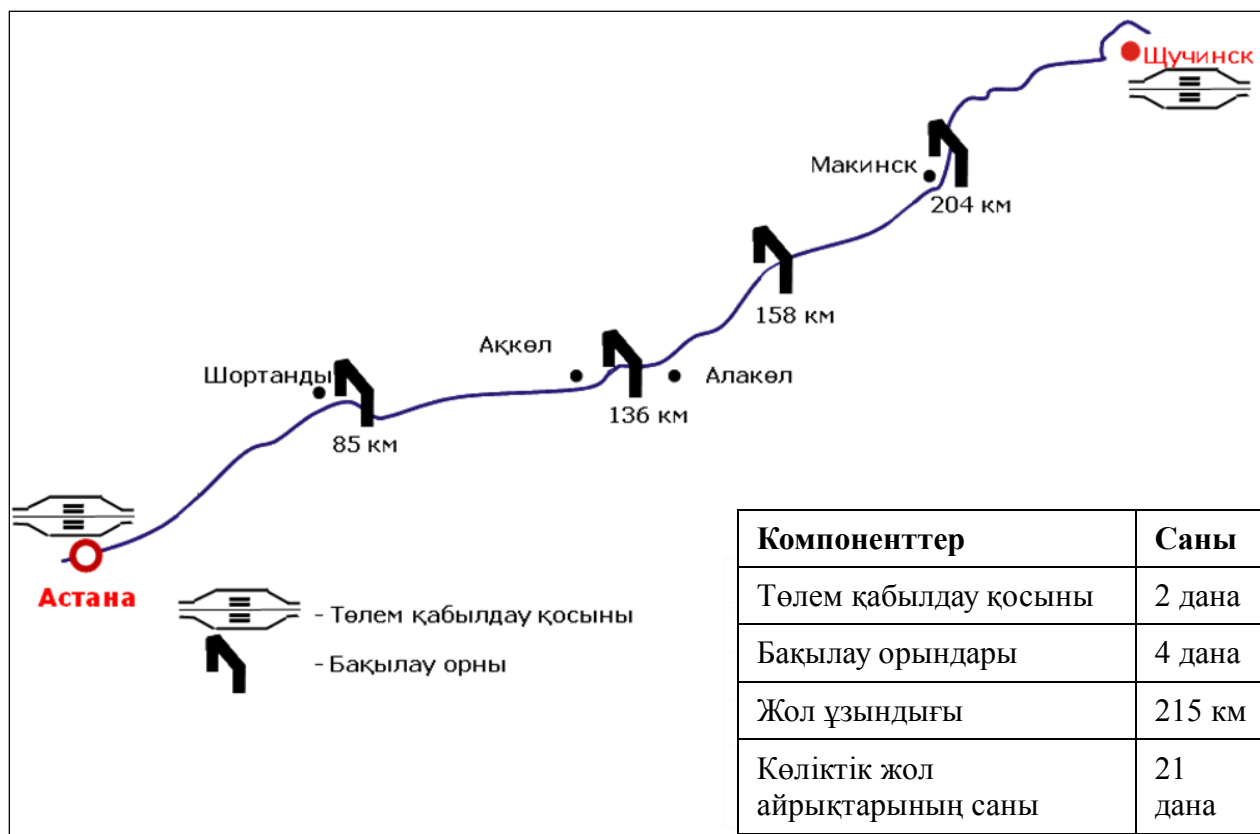 Щучинск
Макинск
204 км
158 км
Ақкөл
Алакөл
136 км
Шортанды
85 км
Астана
- Төлем қабылдау қосыны
- Бақылау орны
Компоненттер Саны
Төлем қабылдау қосыны 2 дана
Бақылау орындары 4 дана
Жол ұзындығы 215 км
Көліктік жол 21
айрықтарының саны дана